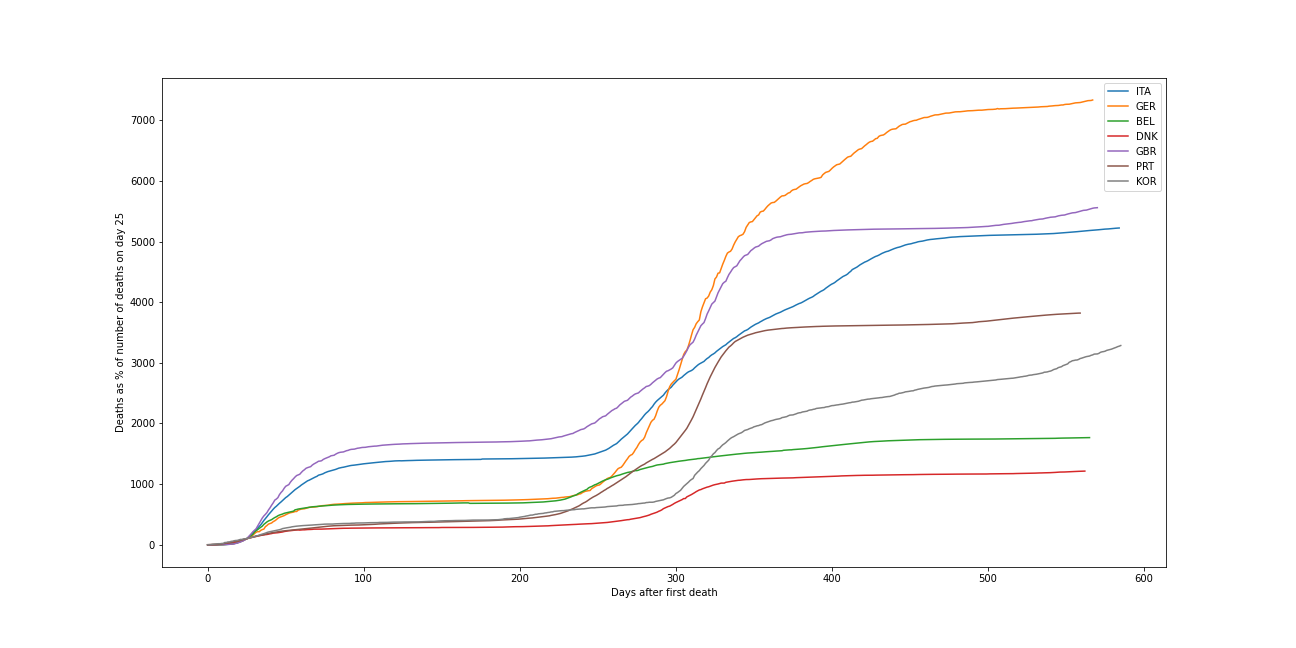 7000
6000
5000
4000
3000
2000
1000
0
Deaths as % of number of deaths on day 25
0 100 200 300 400 500 600
Days after first death
ITA
GER
BEL
DNK
GBR
PRT
KOR